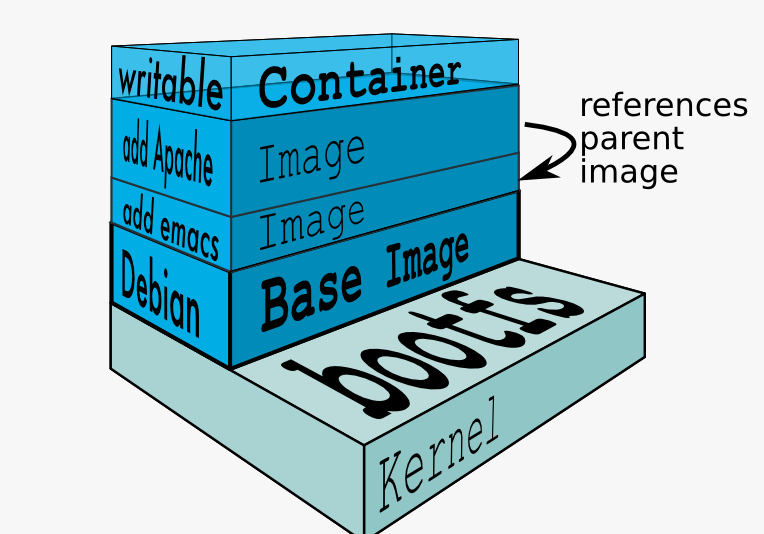 writable Container
add Apache Image
add emacs Image
Debian Base Image
bootfs
Kernel
references
parent
image